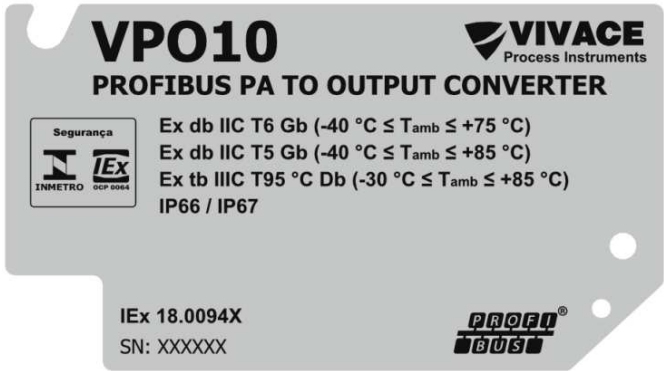 VPO10
VIVACE
Process Instruments
PROFIBUS PA TO OUTPUT CONVERTER
Segurança
INMETRO
IEx
OCP 0064
Ex db IIC T6 Gb (-40 °C ≤ Tamb ≤ +75 °C)
Ex db IIC T5 Gb (-40 °C ≤ Tamb ≤ +85 °C)
Ex tb IIIC T95 °C Db (-30 °C ≤ Tamb ≤ +85 °C)
IP66 / IP67
IEx 18.0094X
SN: XXXXXX
PROFI®
BUS